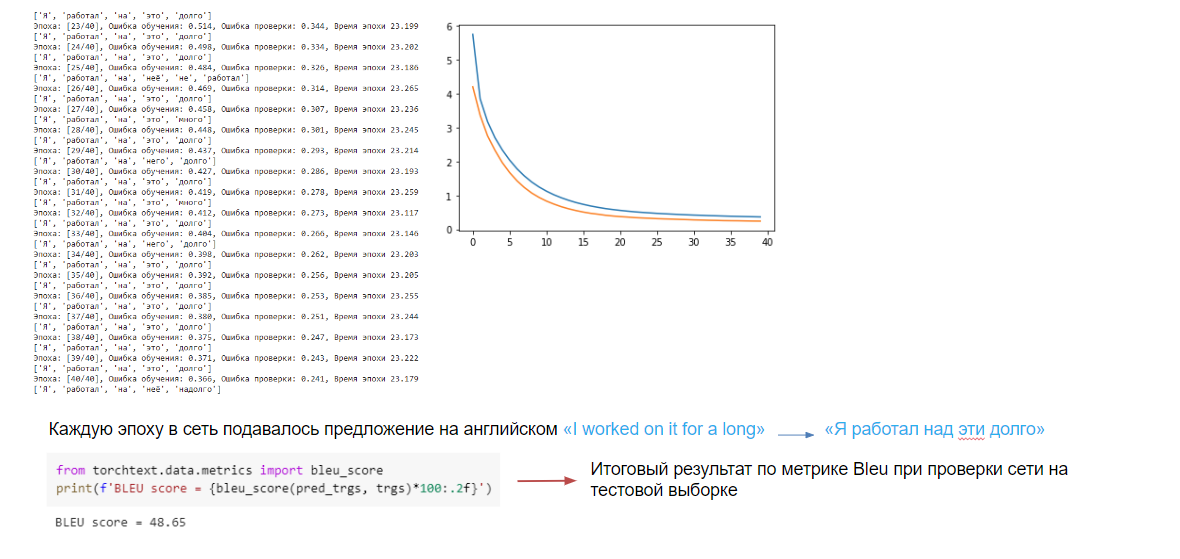 ['Я', 'работал', 'на', 'это', 'долго']
Эпоха: [23/40], Ошибка обучения: 0.514, Ошибка проверки: 0.344, Время эпохи 23.199
['Я', 'работал', 'на', 'это', 'долго']
Эпоха: [24/40], Ошибка обучения: 0.498, Ошибка проверки: 0.334, Время эпохи 23.202
['Я', 'работал', 'на', 'это', 'долго']
Эпоха: [25/40], Ошибка обучения: 0.484, Ошибка проверки: 0.326, Время эпохи 23.186
['Я', 'работал', 'на', 'неё', 'не', 'работал']
Эпоха: [26/40], Ошибка обучения: 0.469, Ошибка проверки: 0.314, Время эпохи 23.265
['Я', 'работал', 'на', 'это', 'долго']
Эпоха: [27/40], Ошибка обучения: 0.458, Ошибка проверки: 0.307, Время эпохи 23.236
['Я', 'работал', 'на', 'это', 'много']
Эпоха: [28/40], Ошибка обучения: 0.448, Ошибка проверки: 0.301, Время эпохи 23.245
['Я', 'работал', 'на', 'это', 'долго']
Эпоха: [29/40], Ошибка обучения: 0.437, Ошибка проверки: 0.293, Время эпохи 23.214
['Я', 'работал', 'на', 'него', 'долго']
Эпоха: [30/40], Ошибка обучения: 0.427, Ошибка проверки: 0.286, Время эпохи 23.193
['Я', 'работал', 'на', 'это', 'долго']
Эпоха: [31/40], Ошибка обучения: 0.419, Ошибка проверки: 0.278, Время эпохи 23.259
['Я', 'работал', 'на', 'это', 'много']
Эпоха: [32/40], Ошибка обучения: 0.412, Ошибка проверки: 0.273, Время эпохи 23.117
['Я', 'работал', 'на', 'это', 'долго']
Эпоха: [33/40], Ошибка обучения: 0.404, Ошибка проверки: 0.266, Время эпохи 23.146
['Я', 'работал', 'на', 'него', 'долго']
Эпоха: [34/40], Ошибка обучения: 0.398, Ошибка проверки: 0.262, Время эпохи 23.203
['Я', 'работал', 'на', 'это', 'долго']
Эпоха: [35/40], Ошибка обучения: 0.392, Ошибка проверки: 0.256, Время эпохи 23.205
['Я', 'работал', 'на', 'это', 'долго']
Эпоха: [36/40], Ошибка обучения: 0.385, Ошибка проверки: 0.253, Время эпохи 23.255
['Я', 'работал', 'на', 'это', 'долго']
Эпоха: [37/40], Ошибка обучения: 0.380, Ошибка проверки: 0.251, Время эпохи 23.244
['Я', 'работал', 'на', 'это', 'долго']
Эпоха: [38/40], Ошибка обучения: 0.375, Ошибка проверки: 0.247, Время эпохи 23.173
['Я', 'работал', 'на', 'это', 'долго']
Эпоха: [39/40], Ошибка обучения: 0.371, Ошибка проверки: 0.243, Время эпохи 23.222
['Я', 'работал', 'на', 'это', 'долго']
Эпоха: [40/40], Ошибка обучения: 0.366, Ошибка проверки: 0.241, Время эпохи 23.179
['Я', 'работал', 'на', 'неё', 'надолго']
6
5
4
3
2
1
0
0 5 10 15 20 25 30 35 40
Каждую эпоху в сеть подавалось предложение на английском «I worked on it for a long» «Я работал над эти долго»
from torchtext.data.metrics import bleu_score
print(f'BLEU score = {bleu_score(pred_trgs, trgs)*100:.2f}')
BLEU score = 48.65
Итоговый результат по метрике Bleu при проверки сети на
тестовой выборке